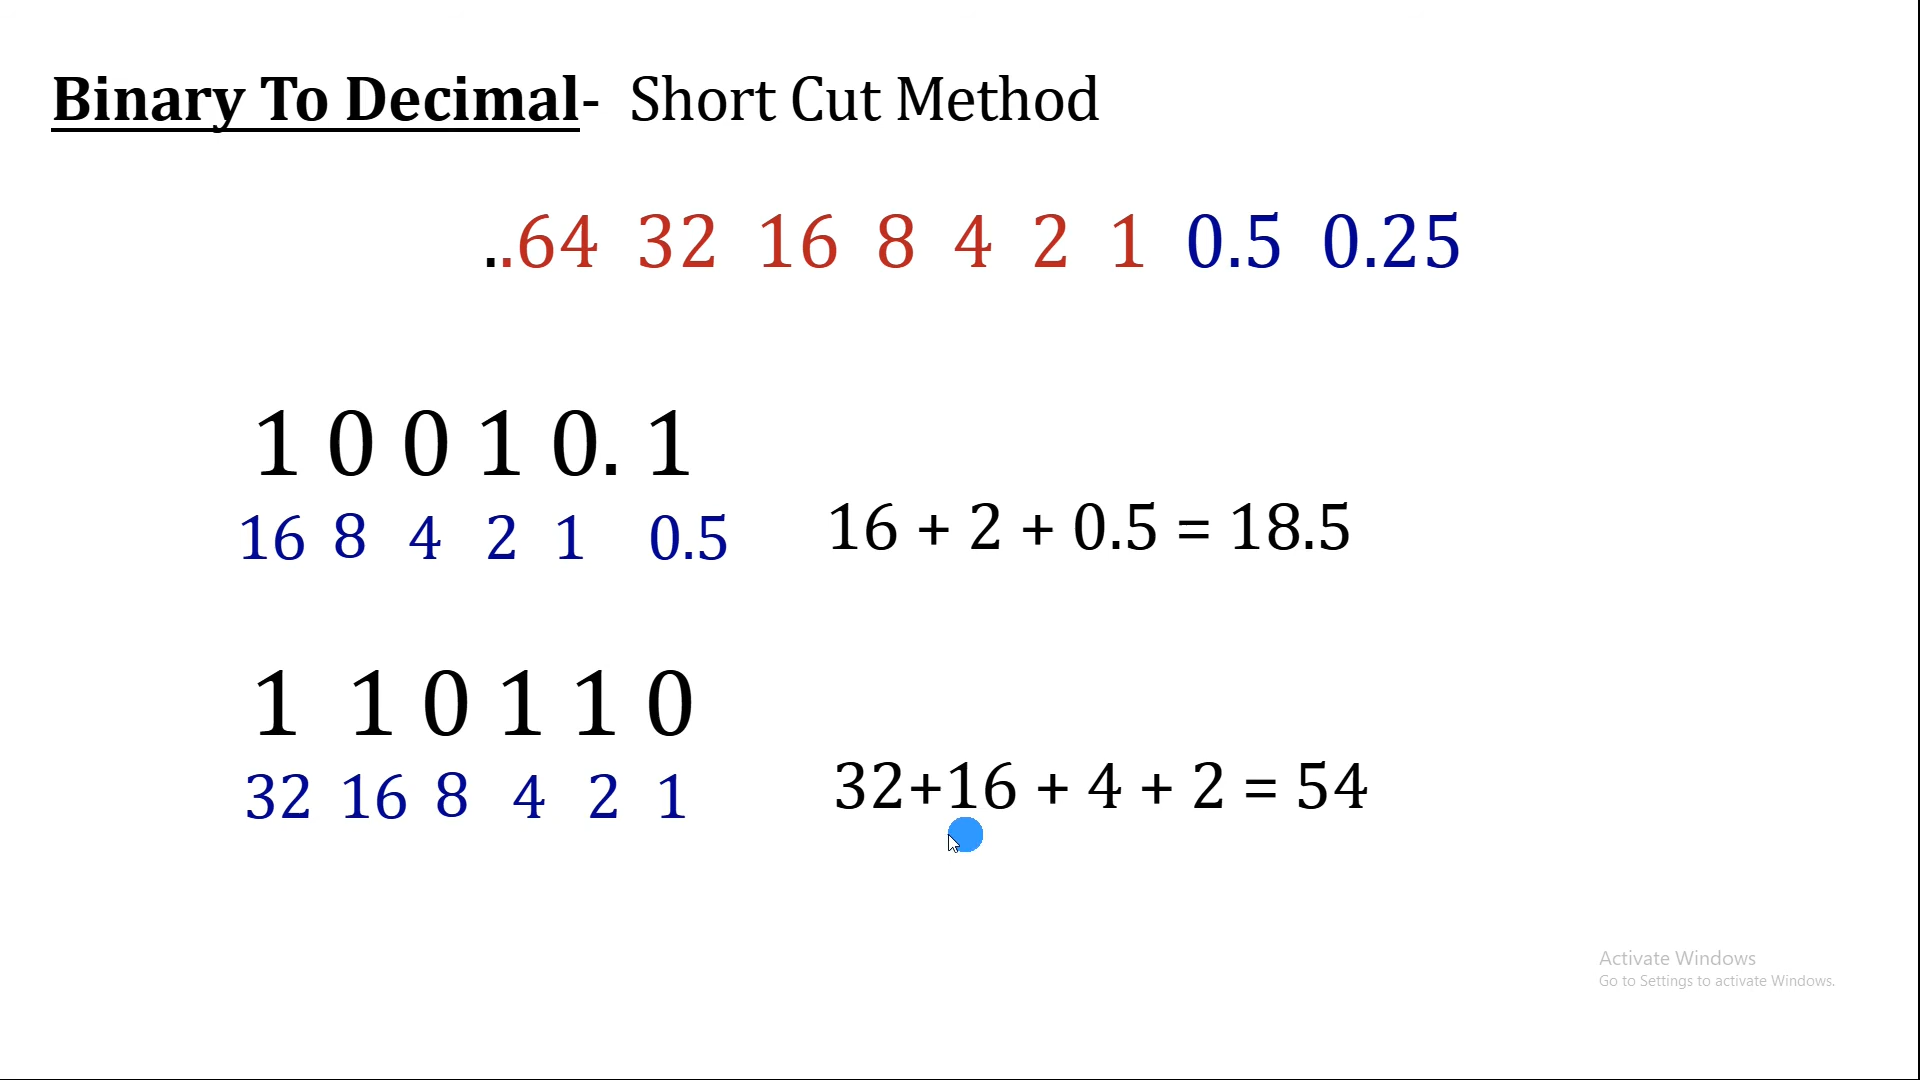 Binary To Decimal- Short Cut Method
..64 32 16 8 4 2 1 0.5 0.25
1 0 0 1 0. 1
16 8 4 2 1 0.5
16 + 2 + 0.5 = 18.5
1 1 0 1 1 0
32 16 8 4 2 1
32+16 + 4 + 2 = 54
Activate Windows
Go to Settings to activate Windows.